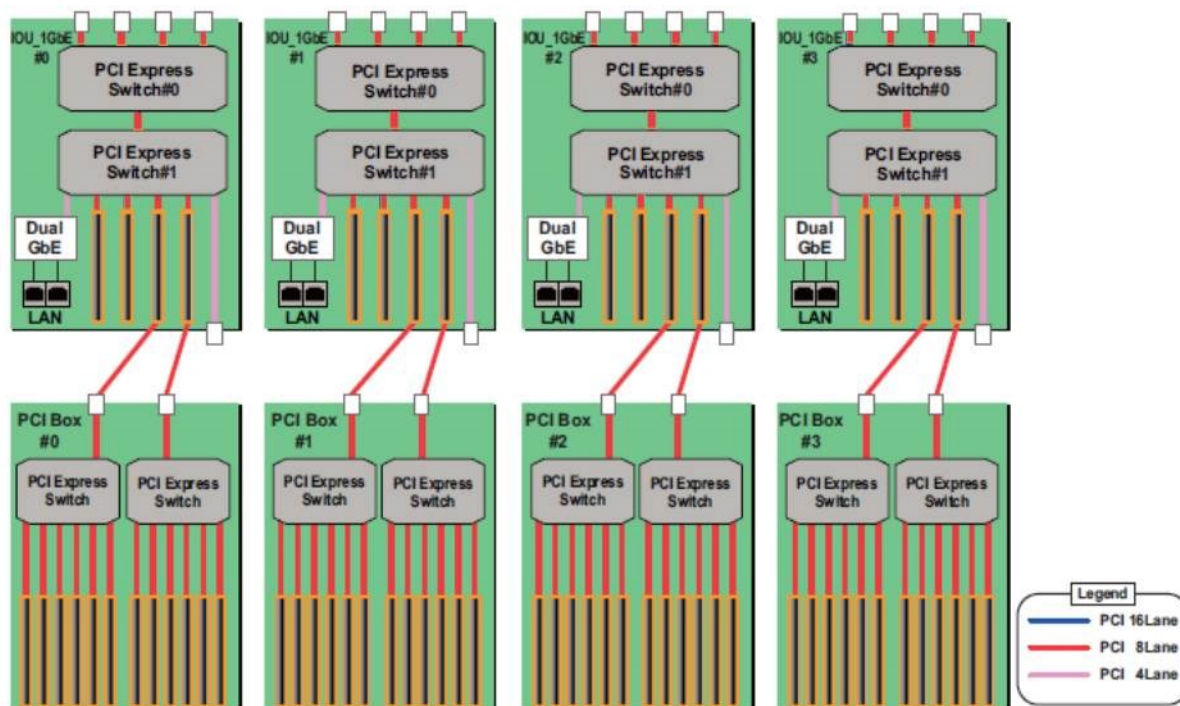 IOU_1GbE
#0
PCI Express
Switch#0
PCI Express
Switch#1
Dual
GbE
LAN
IOU_1GbE
#1
PCI Express
Switch#0
PCI Express
Switch#1
Dual
GbE
LAN
IOU_1GbE
#2
PCI Express
Switch#0
PCI Express
Switch#1
Dual
GbE
LAN
IOU_1GbE
#3
PCI Express
Switch#0
PCI Express
Switch#1
Dual
GbE
LAN
PCI Box
#0
PCI Express
Switch
PCI Express
Switch
PCI Box
#1
PCI Express
Switch
PCI Express
Switch
PCI Box
#2
PCI Express
Switch
PCI Express
Switch
PCI Box
#3
PCI Express
Switch
PCI Express
Switch
Legend
PCI 16Lane
PCI 8Lane
PCI 4Lane